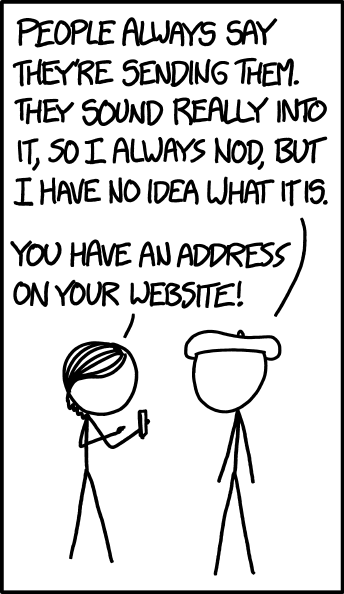 PEOPLE ALWAYS SAY
THEY'RE SENDING THEM.
THEY SOUND REALLY INTO
IT, SO I ALWAYS NOD, BUT
I HAVE NO IDEA WHAT IT IS.
YOU HAVE AN ADDRESS
ON YOUR WEBSITE!